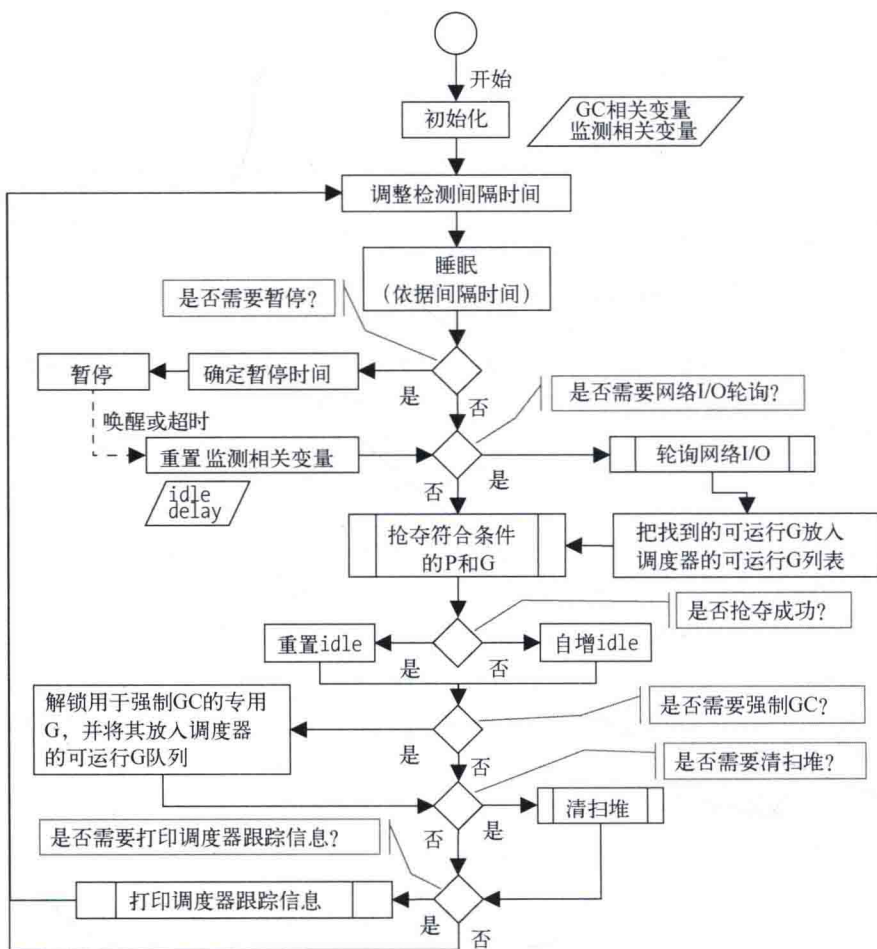 开始
初始化
GC相关变量
监测相关变量
调整检测间隔时间
睡眠
（依据间隔时间）
是否需要暂停？
暂停
确定暂停时间
是
否
是否需要网络I/O轮询？
唤醒或超时
重置 监测相关变量
是
轮询网络I/O
idle
delay
否
抢夺符合条件
的P和G
把找到的可运行G放入
调度器的可运行G列表
是否抢夺成功？
重置idle
是
否
自增idle
解锁用于强制GC的专用
G，并将其放入调度器
的可运行G队列
是
是否需要强制GC？
否
是否需要清扫堆？
是否需要打印调度器跟踪信息？
否
是
清扫堆
打印调度器跟踪信息
是
否